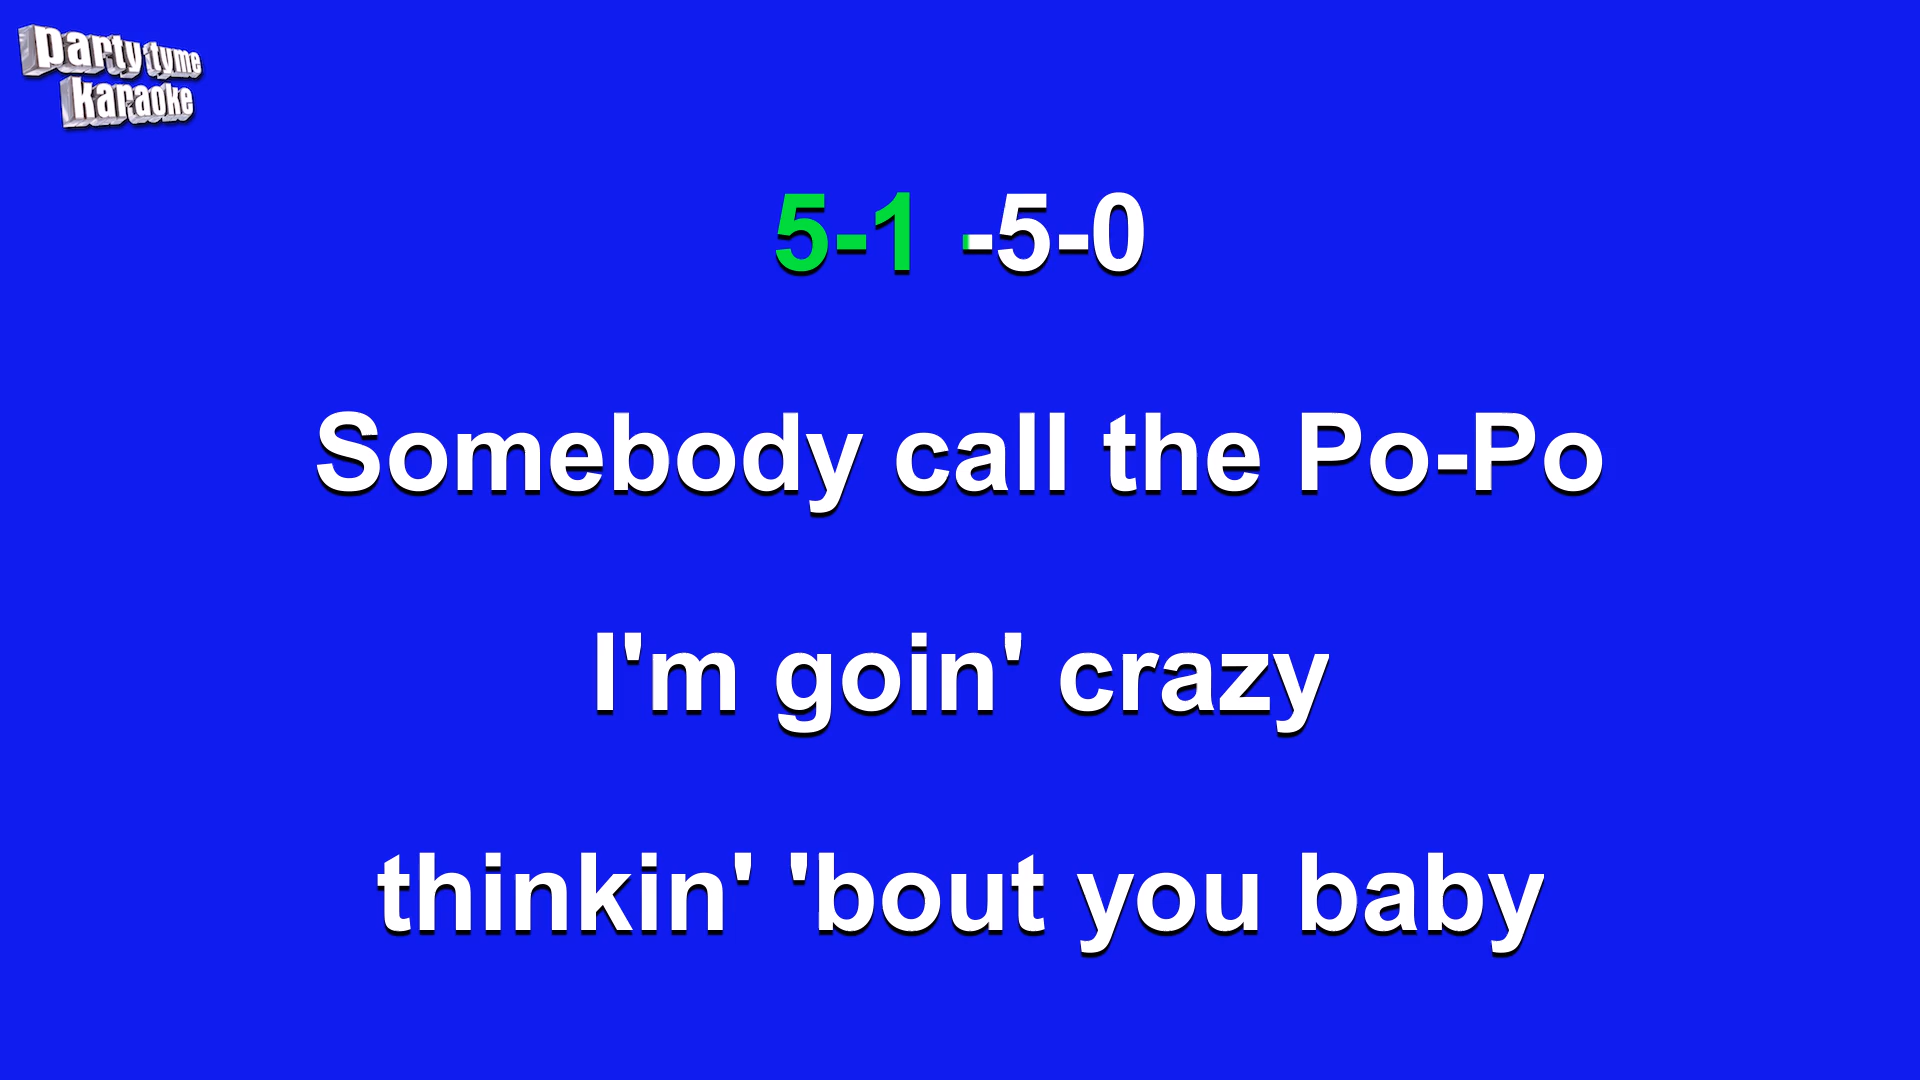 party tyme
karaoke
5-1 -5-0
Somebody call the Po-Po
I'm goin' crazy
thinkin' 'bout you baby